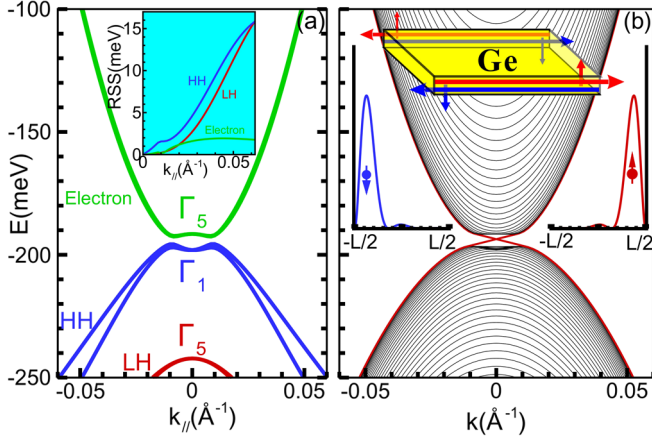 (a)
E(meV)
-100
-150
-200
-250
-0.05
0
0.05
k//(Å⁻¹)
Electron
Γ5
Γ1
HH
Γ5
LH
RSS(meV)
15
10
5
0
0
0.05
k//(Å⁻¹)
HH
LH
Electron
(b)
Ge
-L/2
L/2
-L/2
L/2
-0.05
0
0.05
k(Å⁻¹)